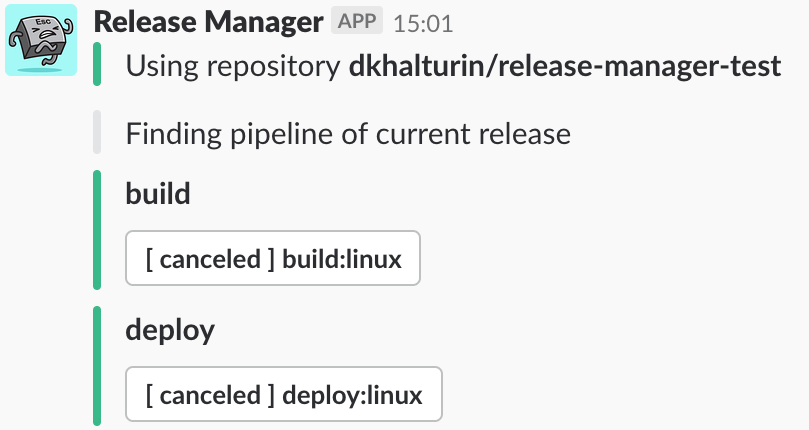 Esc
Release Manager APP 15:01
Using repository dkhalturin/release-manager-test
Finding pipeline of current release
build
[ canceled ] build:linux
deploy
[ canceled ] deploy:linux